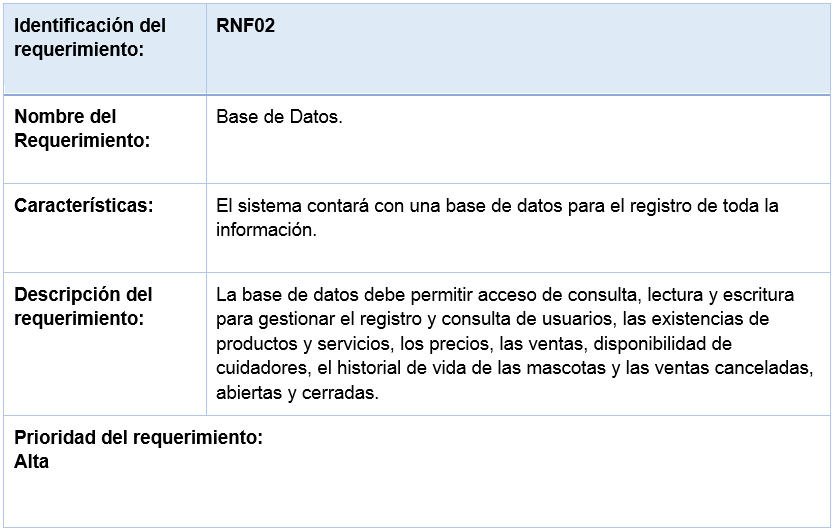 Identificación del
requerimiento:
RNF02
Nombre del
Requerimiento:
Base de Datos.
Características:
El sistema contará con una base de datos para el registro de toda la
información.
Descripción del
requerimiento:
La base de datos debe permitir acceso de consulta, lectura y escritura
para gestionar el registro y consulta de usuarios, las existencias de
productos y servicios, los precios, las ventas, disponibilidad de
cuidadores, el historial de vida de las mascotas y las ventas canceladas,
abiertas y cerradas.
Prioridad del requerimiento:
Alta